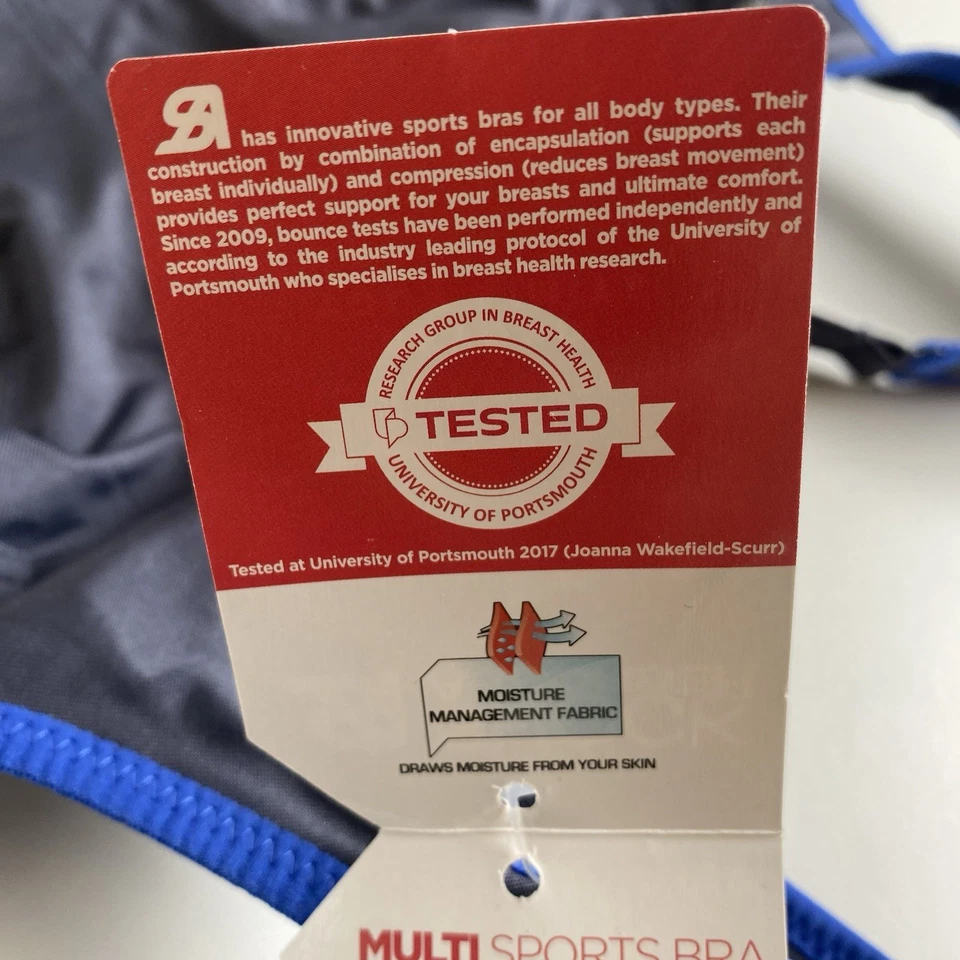 SA has innovative sports bras for all body types. Their
construction by combination of encapsulation (supports each
breast individually) and compression (reduces breast movement)
provides perfect support for your breasts and ultimate comfort.
Since 2009, bounce tests have been performed independently and
according to the industry leading protocol of the University of
Portsmouth who specialises in breast health research.
RESEARCH GROUP IN BREAST HEALTH
TESTED
UNIVERSITY OF PORTSMOUTH
Tested at University of Portsmouth 2017 (Joanna Wakefield-Scurr)
MOISTURE
MANAGEMENT FABRIC
DRAWS MOISTURE FROM YOUR SKIN
MULTI SPORTS BRA